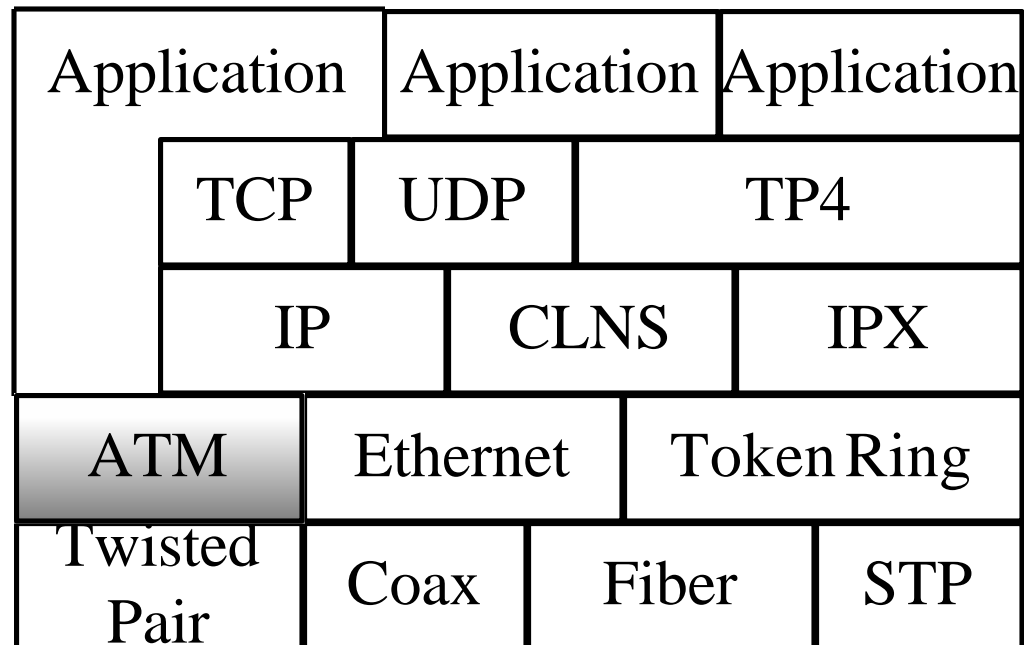 Application Application Application
TCP UDP TP4
IP CLNS IPX
ATM Ethernet Token Ring
Twisted
Pair Coax Fiber STP